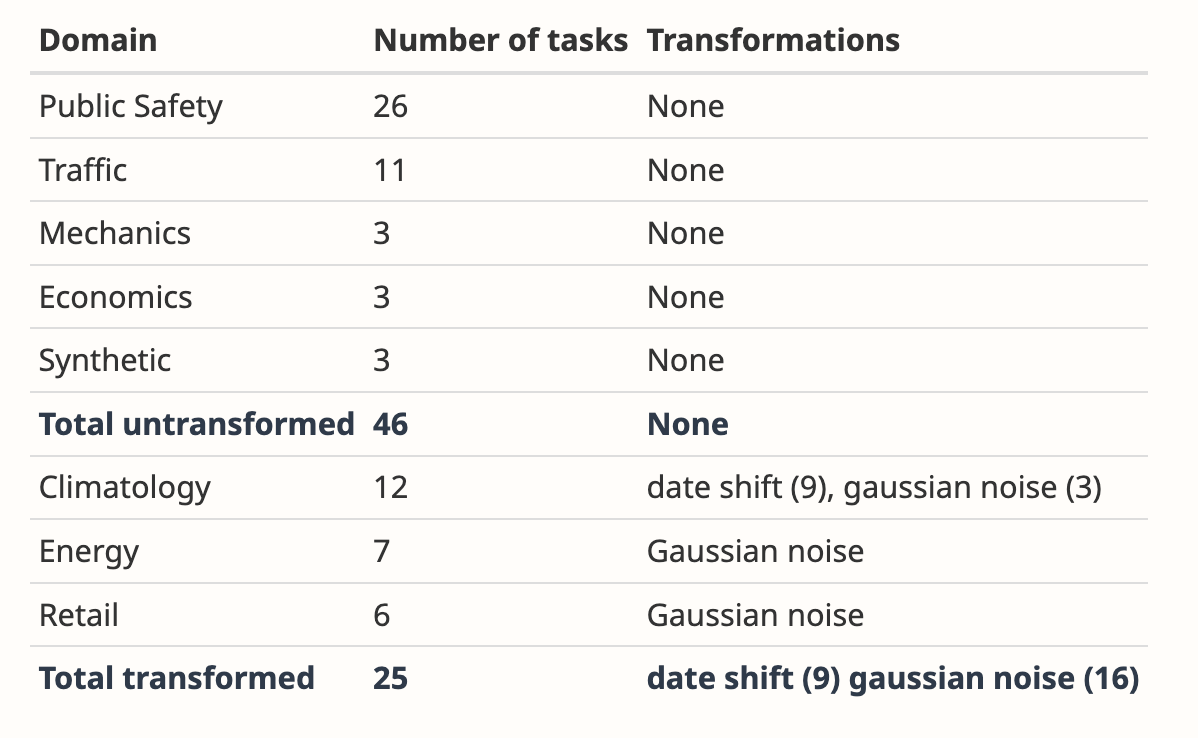 Domain Number of tasks Transformations
Public Safety 26 None
Traffic 11 None
Mechanics 3 None
Economics 3 None
Synthetic 3 None
Total untransformed 46 None
Climatology 12 date shift (9), gaussian noise (3)
Energy 7 Gaussian noise
Retail 6 Gaussian noise
Total transformed 25 date shift (9) gaussian noise (16)